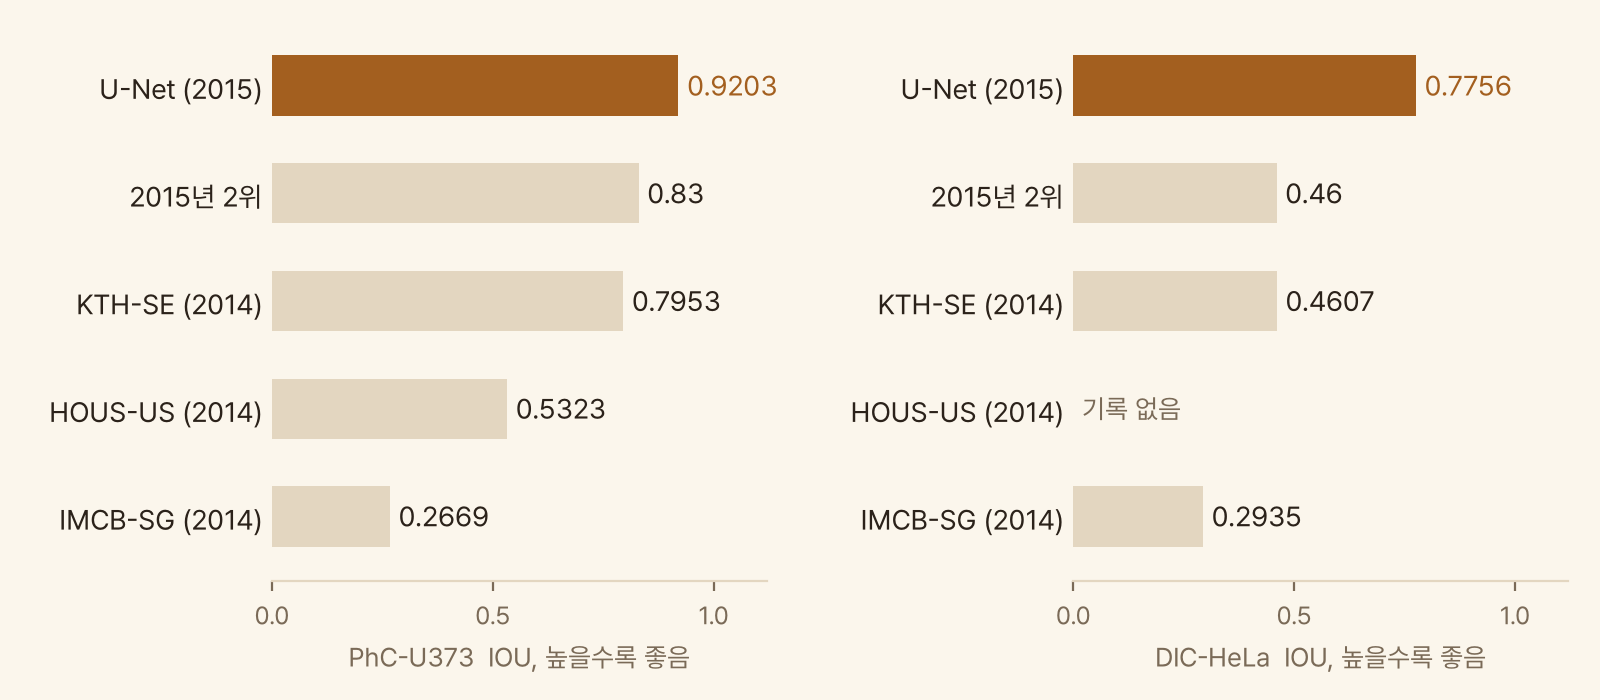 U-Net (2015) 0.9203
2015년 2위 0.83
KTH-SE (2014) 0.7953
HOUS-US (2014) 0.5323
IMCB-SG (2014) 0.2669
0.0 0.5 1.0
PhC-U373 IOU, 높을수록 좋음
U-Net (2015) 0.7756
2015년 2위 0.46
KTH-SE (2014) 0.4607
HOUS-US (2014) 기록 없음
IMCB-SG (2014) 0.2935
0.0 0.5 1.0
DIC-HeLa IOU, 높을수록 좋음